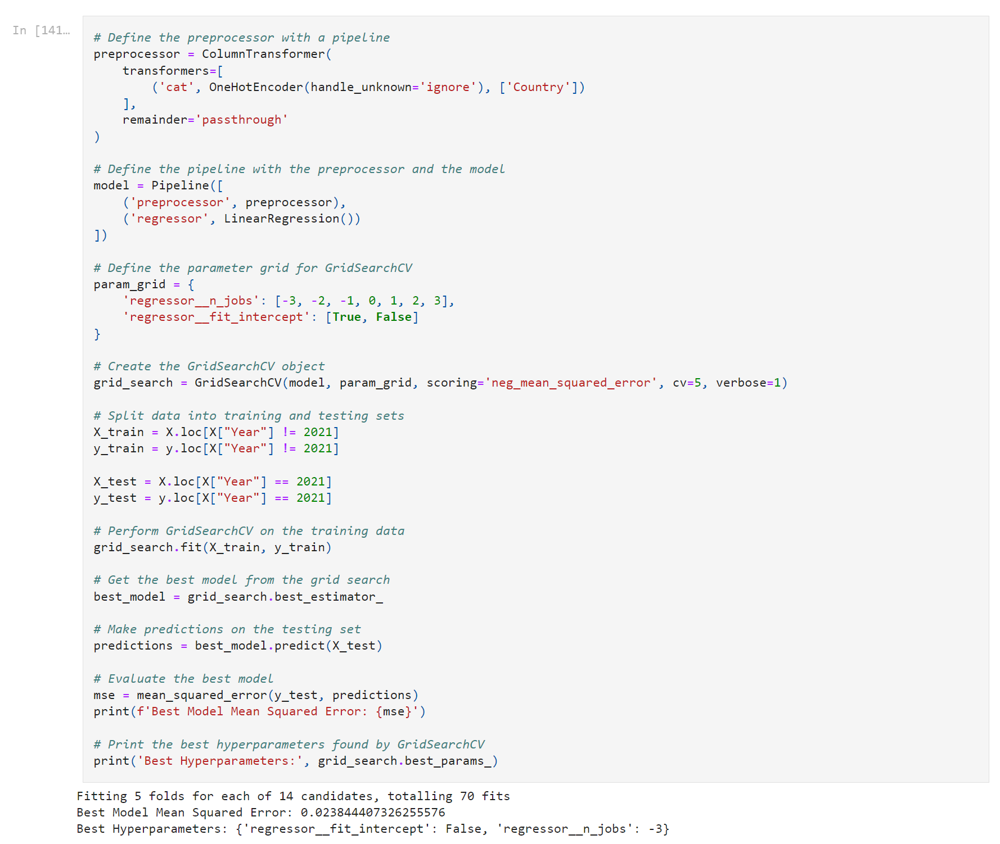 In [141…
# Define the preprocessor with a pipeline
preprocessor = ColumnTransformer(
    transformers=[
        ('cat', OneHotEncoder(handle_unknown='ignore'), ['Country'])
    ],
    remainder='passthrough'
)

# Define the pipeline with the preprocessor and the model
model = Pipeline([
    ('preprocessor', preprocessor),
    ('regressor', LinearRegression())
])

# Define the parameter grid for GridSearchCV
param_grid = {
    'regressor__n_jobs': [-3, -2, -1, 0, 1, 2, 3],
    'regressor__fit_intercept': [True, False]
}

# Create the GridSearchCV object
grid_search = GridSearchCV(model, param_grid, scoring='neg_mean_squared_error', cv=5, verbose=1)

# Split data into training and testing sets
X_train = X.loc[X["Year"] != 2021]
y_train = y.loc[X["Year"] != 2021]

X_test = X.loc[X["Year"] == 2021]
y_test = y.loc[X["Year"] == 2021]

# Perform GridSearchCV on the training data
grid_search.fit(X_train, y_train)

# Get the best model from the grid search
best_model = grid_search.best_estimator_

# Make predictions on the testing set
predictions = best_model.predict(X_test)

# Evaluate the best model
mse = mean_squared_error(y_test, predictions)
print(f'Best Model Mean Squared Error: {mse}')

# Print the best hyperparameters found by GridSearchCV
print('Best Hyperparameters:', grid_search.best_params_)
Fitting 5 folds for each of 14 candidates, totalling 70 fits
Best Model Mean Squared Error: 0.023844407326255576
Best Hyperparameters: {'regressor__fit_intercept': False, 'regressor__n_jobs': -3}